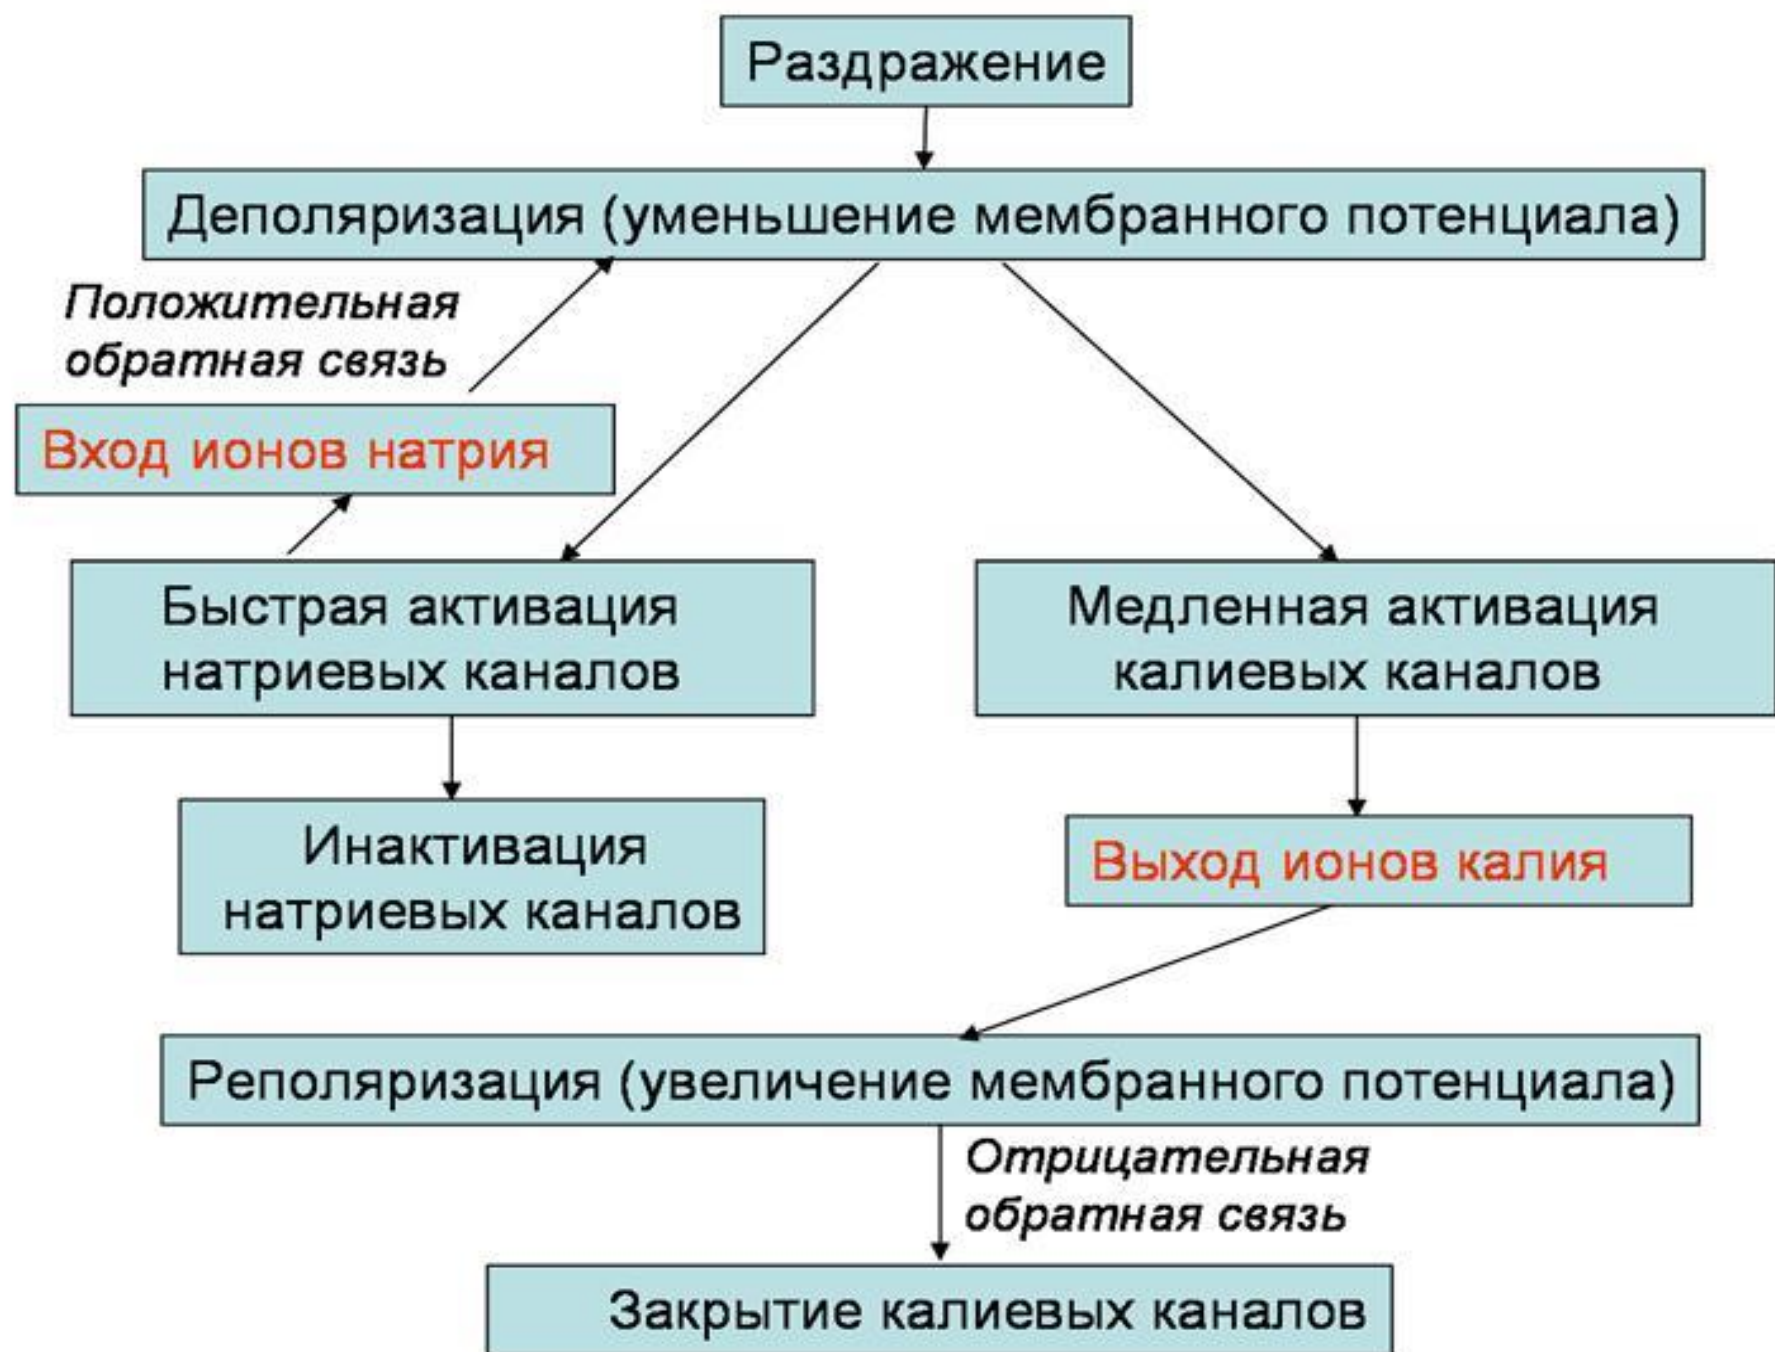 Раздражение
Деполяризация (уменьшение мембранного потенциала)
Положительная
обратная связь
Вход ионов натрия
Быстрая активация
натриевых каналов
Медленная активация
калиевых каналов
Инактивация
натриевых каналов
Выход ионов калия
Реполяризация (увеличение мембранного потенциала)
Отрицательная
обратная связь
Закрытие калиевых каналов